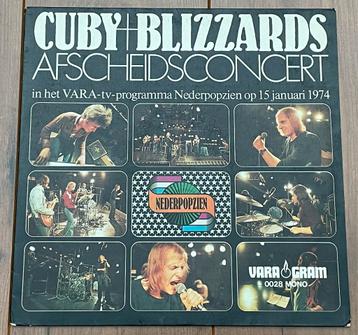 CUBY+BLIZZARDS
AFSCHEIDSCONCERT
in het VARA-tv-programma Nederpopzien op 15 januari 1974
NEDERPOPZIEN
VARAGRAM
0028 MONO